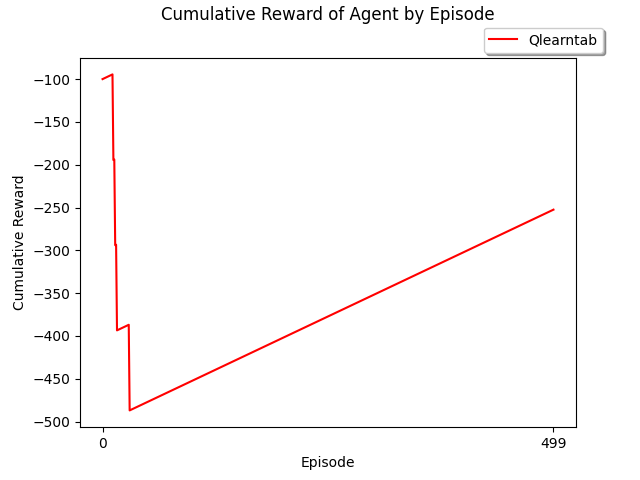 Cumulative Reward of Agent by Episode
Qlearntab
−100
−150
−200
−250
−300
−350
−400
−450
−500
Cumulative Reward
0
499
Episode